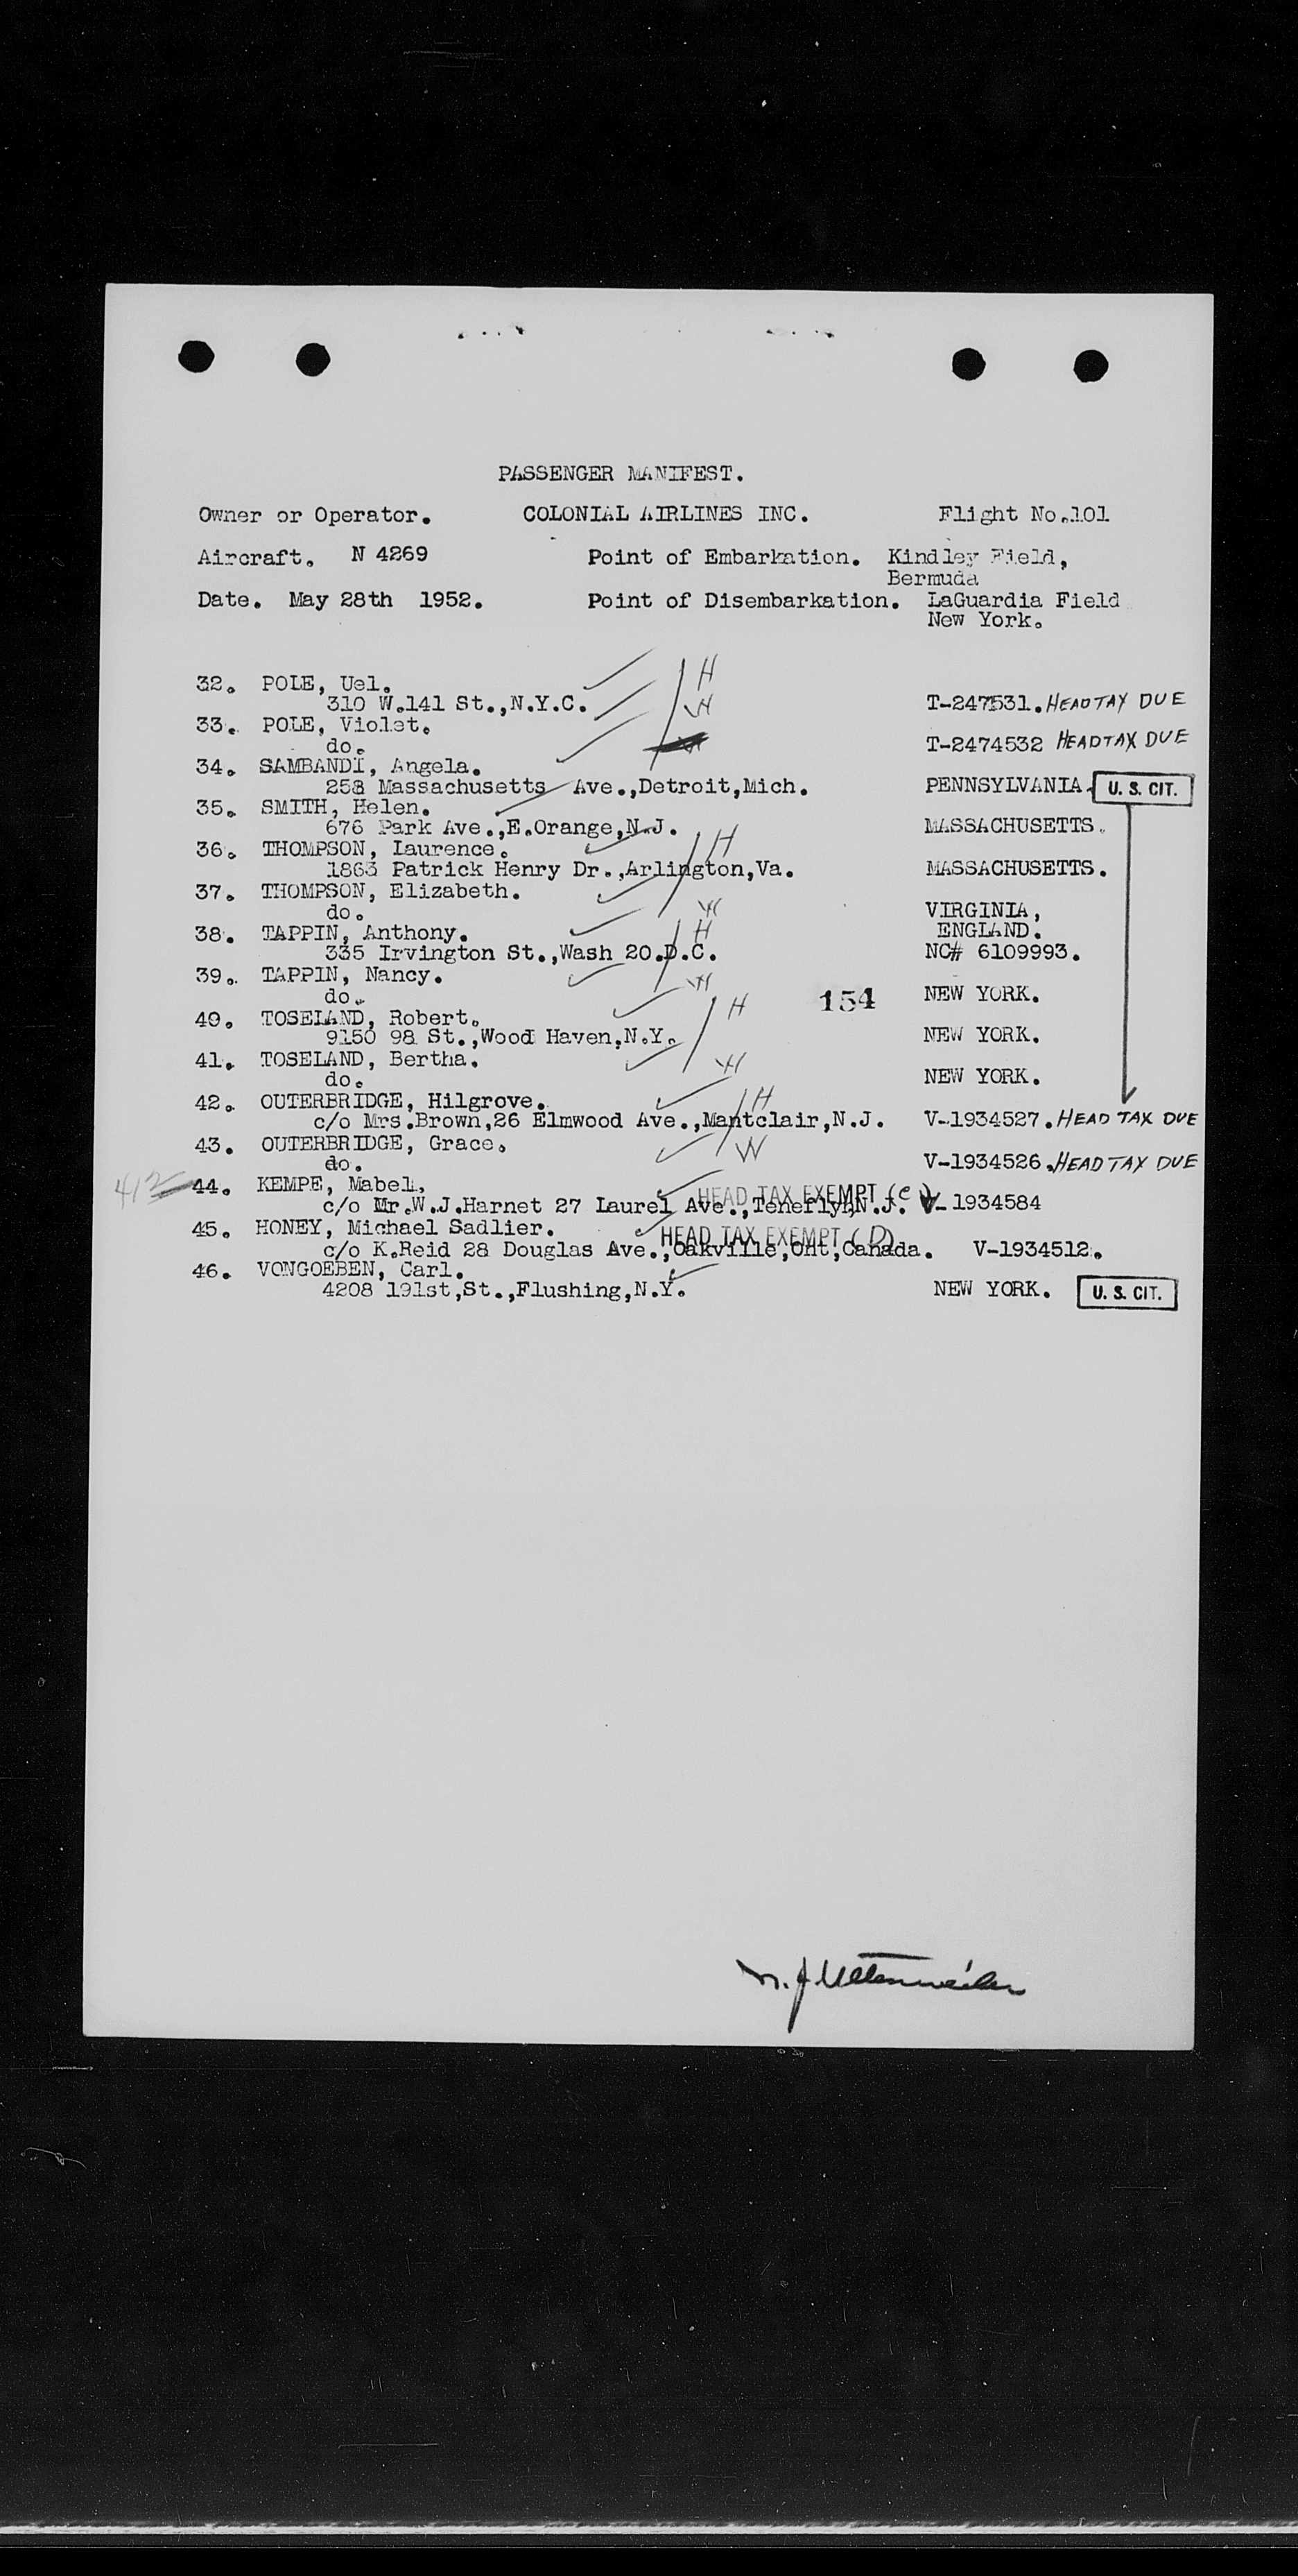 PASSENGER MANIFEST.
Owner or Operator. COLONIAL AIRLINES INC. Flight No.101
Aircraft. N 4269 Point of Embarkation. Kindley Field,
Bermuda
Date. May 28th 1952. Point of Disembarkation. LaGuardia Field
New York.
32. POLE, Uel. H
310 W.141 St.,N.Y.C. T-247531. HEADTAX DUE
33. POLE, Violet.
do. T-2474532 HEADTAX DUE
34. SAMBANDI, Angela.
258 Massachusetts Ave.,Detroit,Mich. PENNSYLVANIA. U. S. CIT.
35. SMITH, Helen.
676 Park Ave.,E.Orange,N.J. MASSACHUSETTS.
36. THOMPSON, Laurence. H
1863 Patrick Henry Dr.,Arlington,Va. MASSACHUSETTS.
37. THOMPSON, Elizabeth.
do. W VIRGINIA,
38. TAPPIN, Anthony. H ENGLAND.
335 Irvington St.,Wash 20.D.C. NC# 6109993.
39. TAPPIN, Nancy. W
do. 154 NEW YORK.
40. TOSELAND, Robert. H
9150 98 St.,Wood Haven,N.Y. NEW YORK.
41. TOSELAND, Bertha. W
do. NEW YORK.
42. OUTERBRIDGE, Hilgrove. H
c/o Mrs.Brown,26 Elmwood Ave.,Mantclair,N.J. V-1934527. HEAD TAX DUE
43. OUTERBRIDGE, Grace. W
do. V-1934526. HEADTAX DUE
412 44. KEMPE, Mabel. HEAD TAX EXEMPT (e)
c/o Mr.W.J.Harnet 27 Laurel Ave.,Tenefly,N.J. V-1934584
45. HONEY, Michael Sadlier. HEAD TAX EXEMPT (D)
c/o K.Reid 28 Douglas Ave.,Oakville,Ont,Canada. V-1934512.
46. VONGOEBEN, Carl.
4208 191st,St.,Flushing,N.Y. NEW YORK. U. S. CIT.